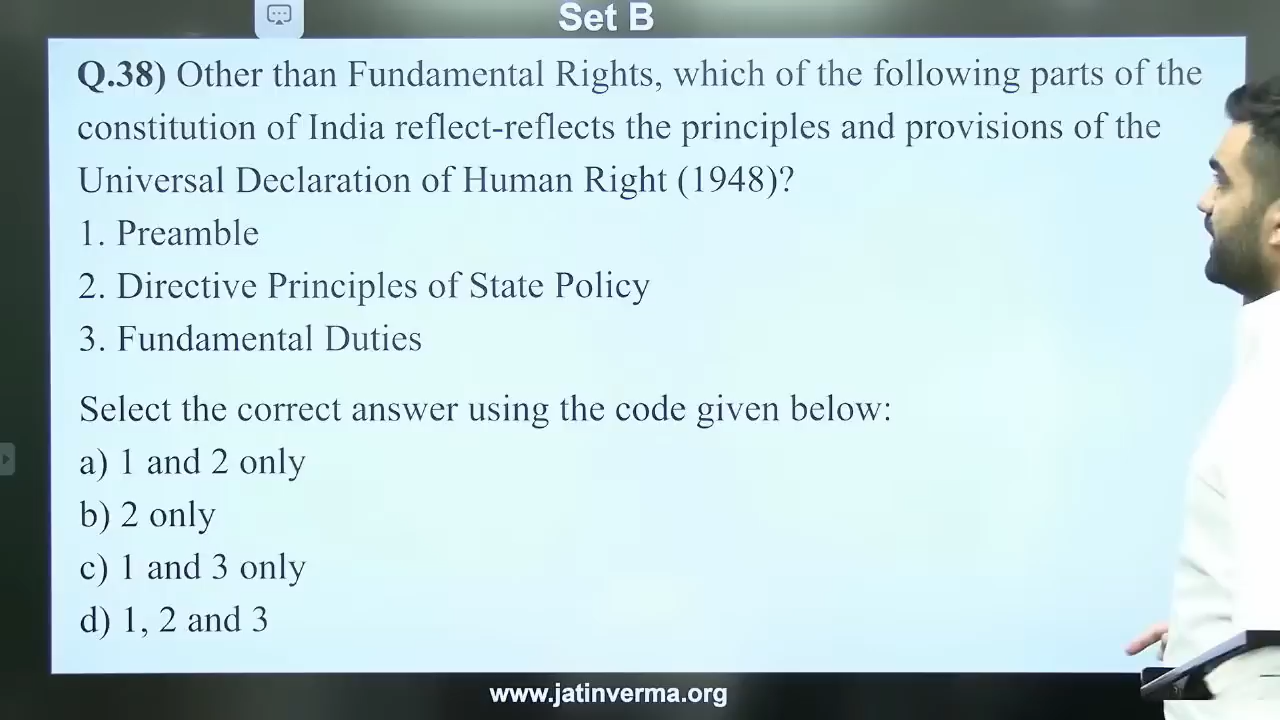 Set B
Q.38) Other than Fundamental Rights, which of the following parts of the
constitution of India reflect-reflects the principles and provisions of the
Universal Declaration of Human Right (1948)?
1. Preamble
2. Directive Principles of State Policy
3. Fundamental Duties
Select the correct answer using the code given below:
a) 1 and 2 only
b) 2 only
c) 1 and 3 only
d) 1, 2 and 3
www.jatinverma.org